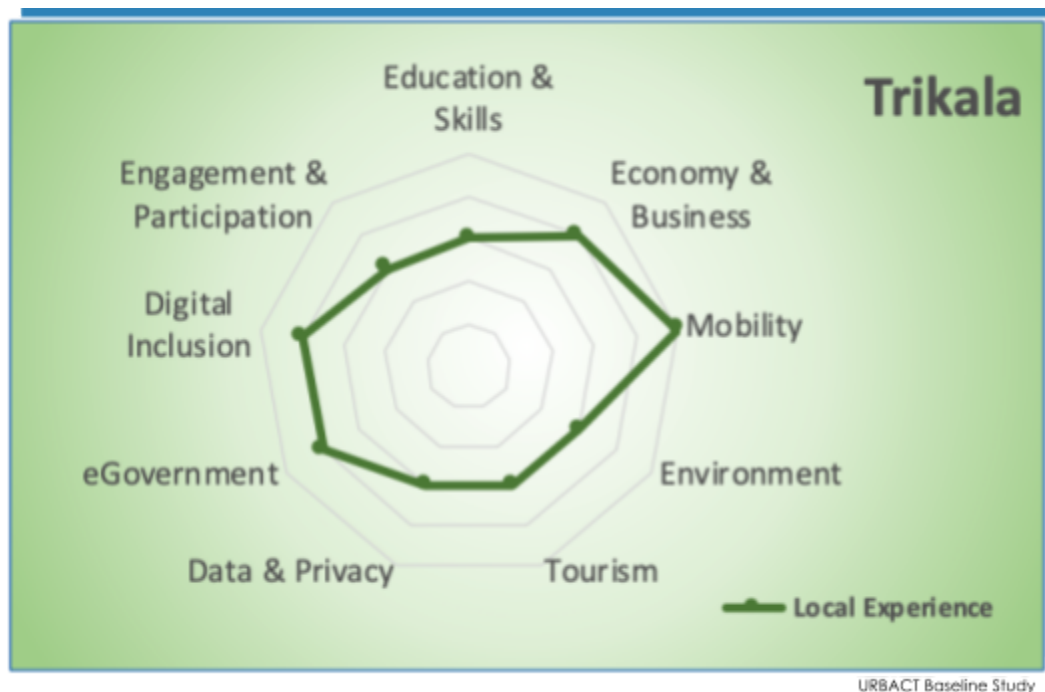 Trikala
Education &
Skills
Economy &
Business
Mobility
Environment
Tourism
Data & Privacy
eGovernment
Digital
Inclusion
Engagement &
Participation
Local Experience
URBACT Baseline Study